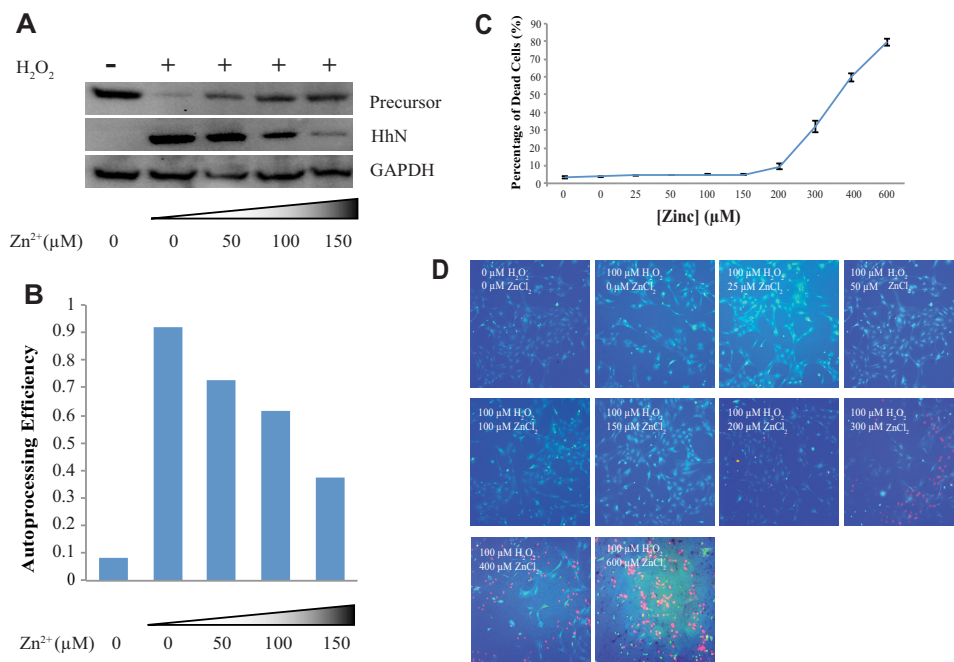 A
H₂O₂ - + + + +
Precursor
HhN
GAPDH
Zn²⁺(µM) 0 0 50 100 150
B
Autoprocessing Efficiency
1
0.9
0.8
0.7
0.6
0.5
0.4
0.3
0.2
0.1
0
Zn²⁺(µM) 0 0 50 100 150
C
Percentage of Dead Cells (%)
90
80
70
60
50
40
30
20
10
0
0 0 25 50 100 150 200 300 400 600
[Zinc] (µM)
D
0 µM H₂O₂
0 µM ZnCl₂
100 µM H₂O₂
0 µM ZnCl₂
100 µM H₂O₂
25 µM ZnCl₂
100 µM H₂O₂
50 µM ZnCl₂
100 µM H₂O₂
100 µM ZnCl₂
100 µM H₂O₂
150 µM ZnCl₂
100 µM H₂O₂
200 µM ZnCl₂
100 µM H₂O₂
300 µM ZnCl₂
100 µM H₂O₂
400 µM ZnCl₂
100 µM H₂O₂
600 µM ZnCl₂